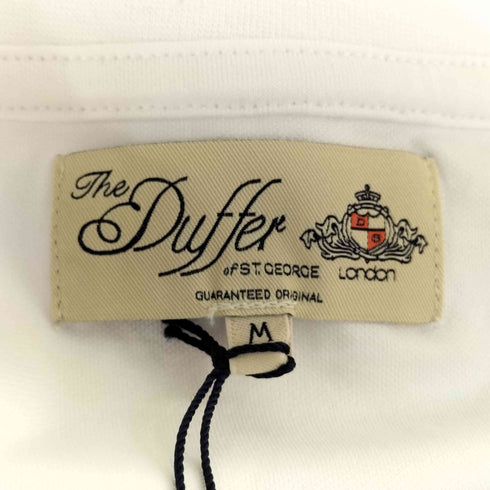 The Duffer
of ST. GEORGE
London
GUARANTEED ORIGINAL
M